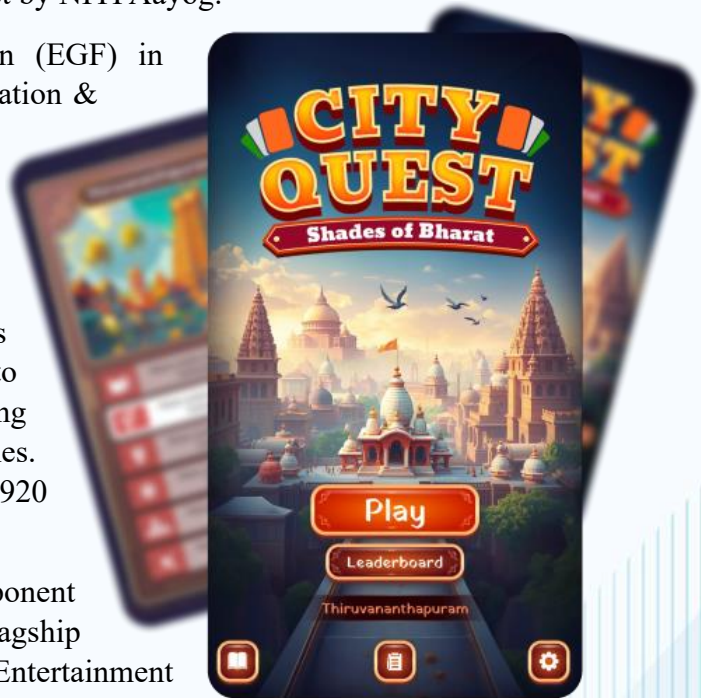 t by NITI Aayog.
n (EGF) in
ation &
s
to
ng
es.
920
ponent
agship
Entertainment
CITY
QUEST
Shades of Bharat
Play
Leaderboard
Thiruvananthapuram